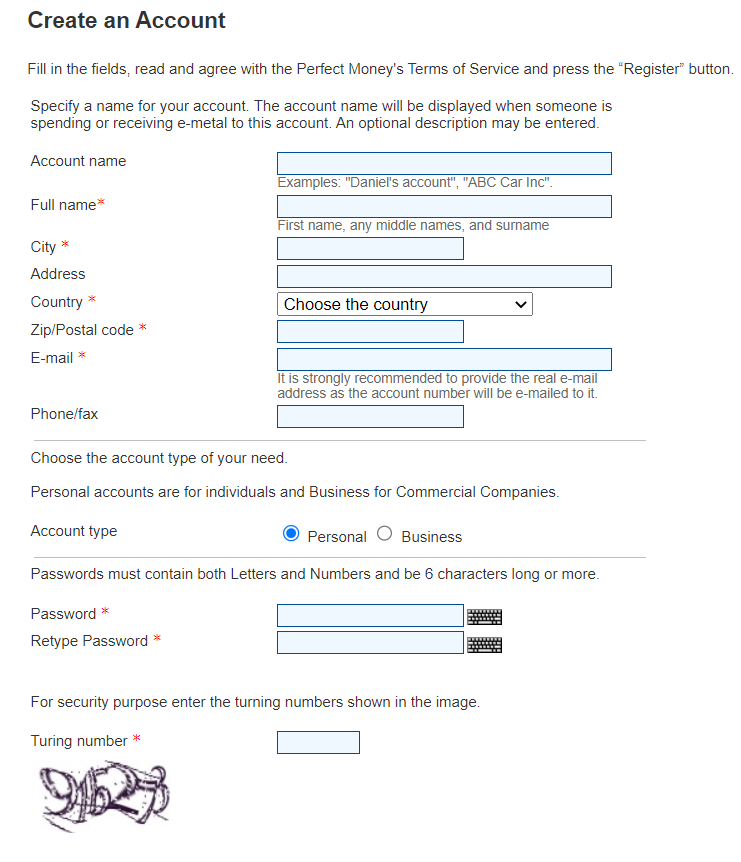 Create an Account
Fill in the fields, read and agree with the Perfect Money's Terms of Service and press the “Register” button.
Specify a name for your account. The account name will be displayed when someone is
spending or receiving e-metal to this account. An optional description may be entered.
Account name
Examples: "Daniel's account", "ABC Car Inc".
Full name*
First name, any middle names, and surname
City *
Address
Country * Choose the country
Zip/Postal code *
E-mail *
It is strongly recommended to provide the real e-mail
address as the account number will be e-mailed to it.
Phone/fax
Choose the account type of your need.
Personal accounts are for individuals and Business for Commercial Companies.
Account type Personal Business
Passwords must contain both Letters and Numbers and be 6 characters long or more.
Password *
Retype Password *
For security purpose enter the turning numbers shown in the image.
Turing number *